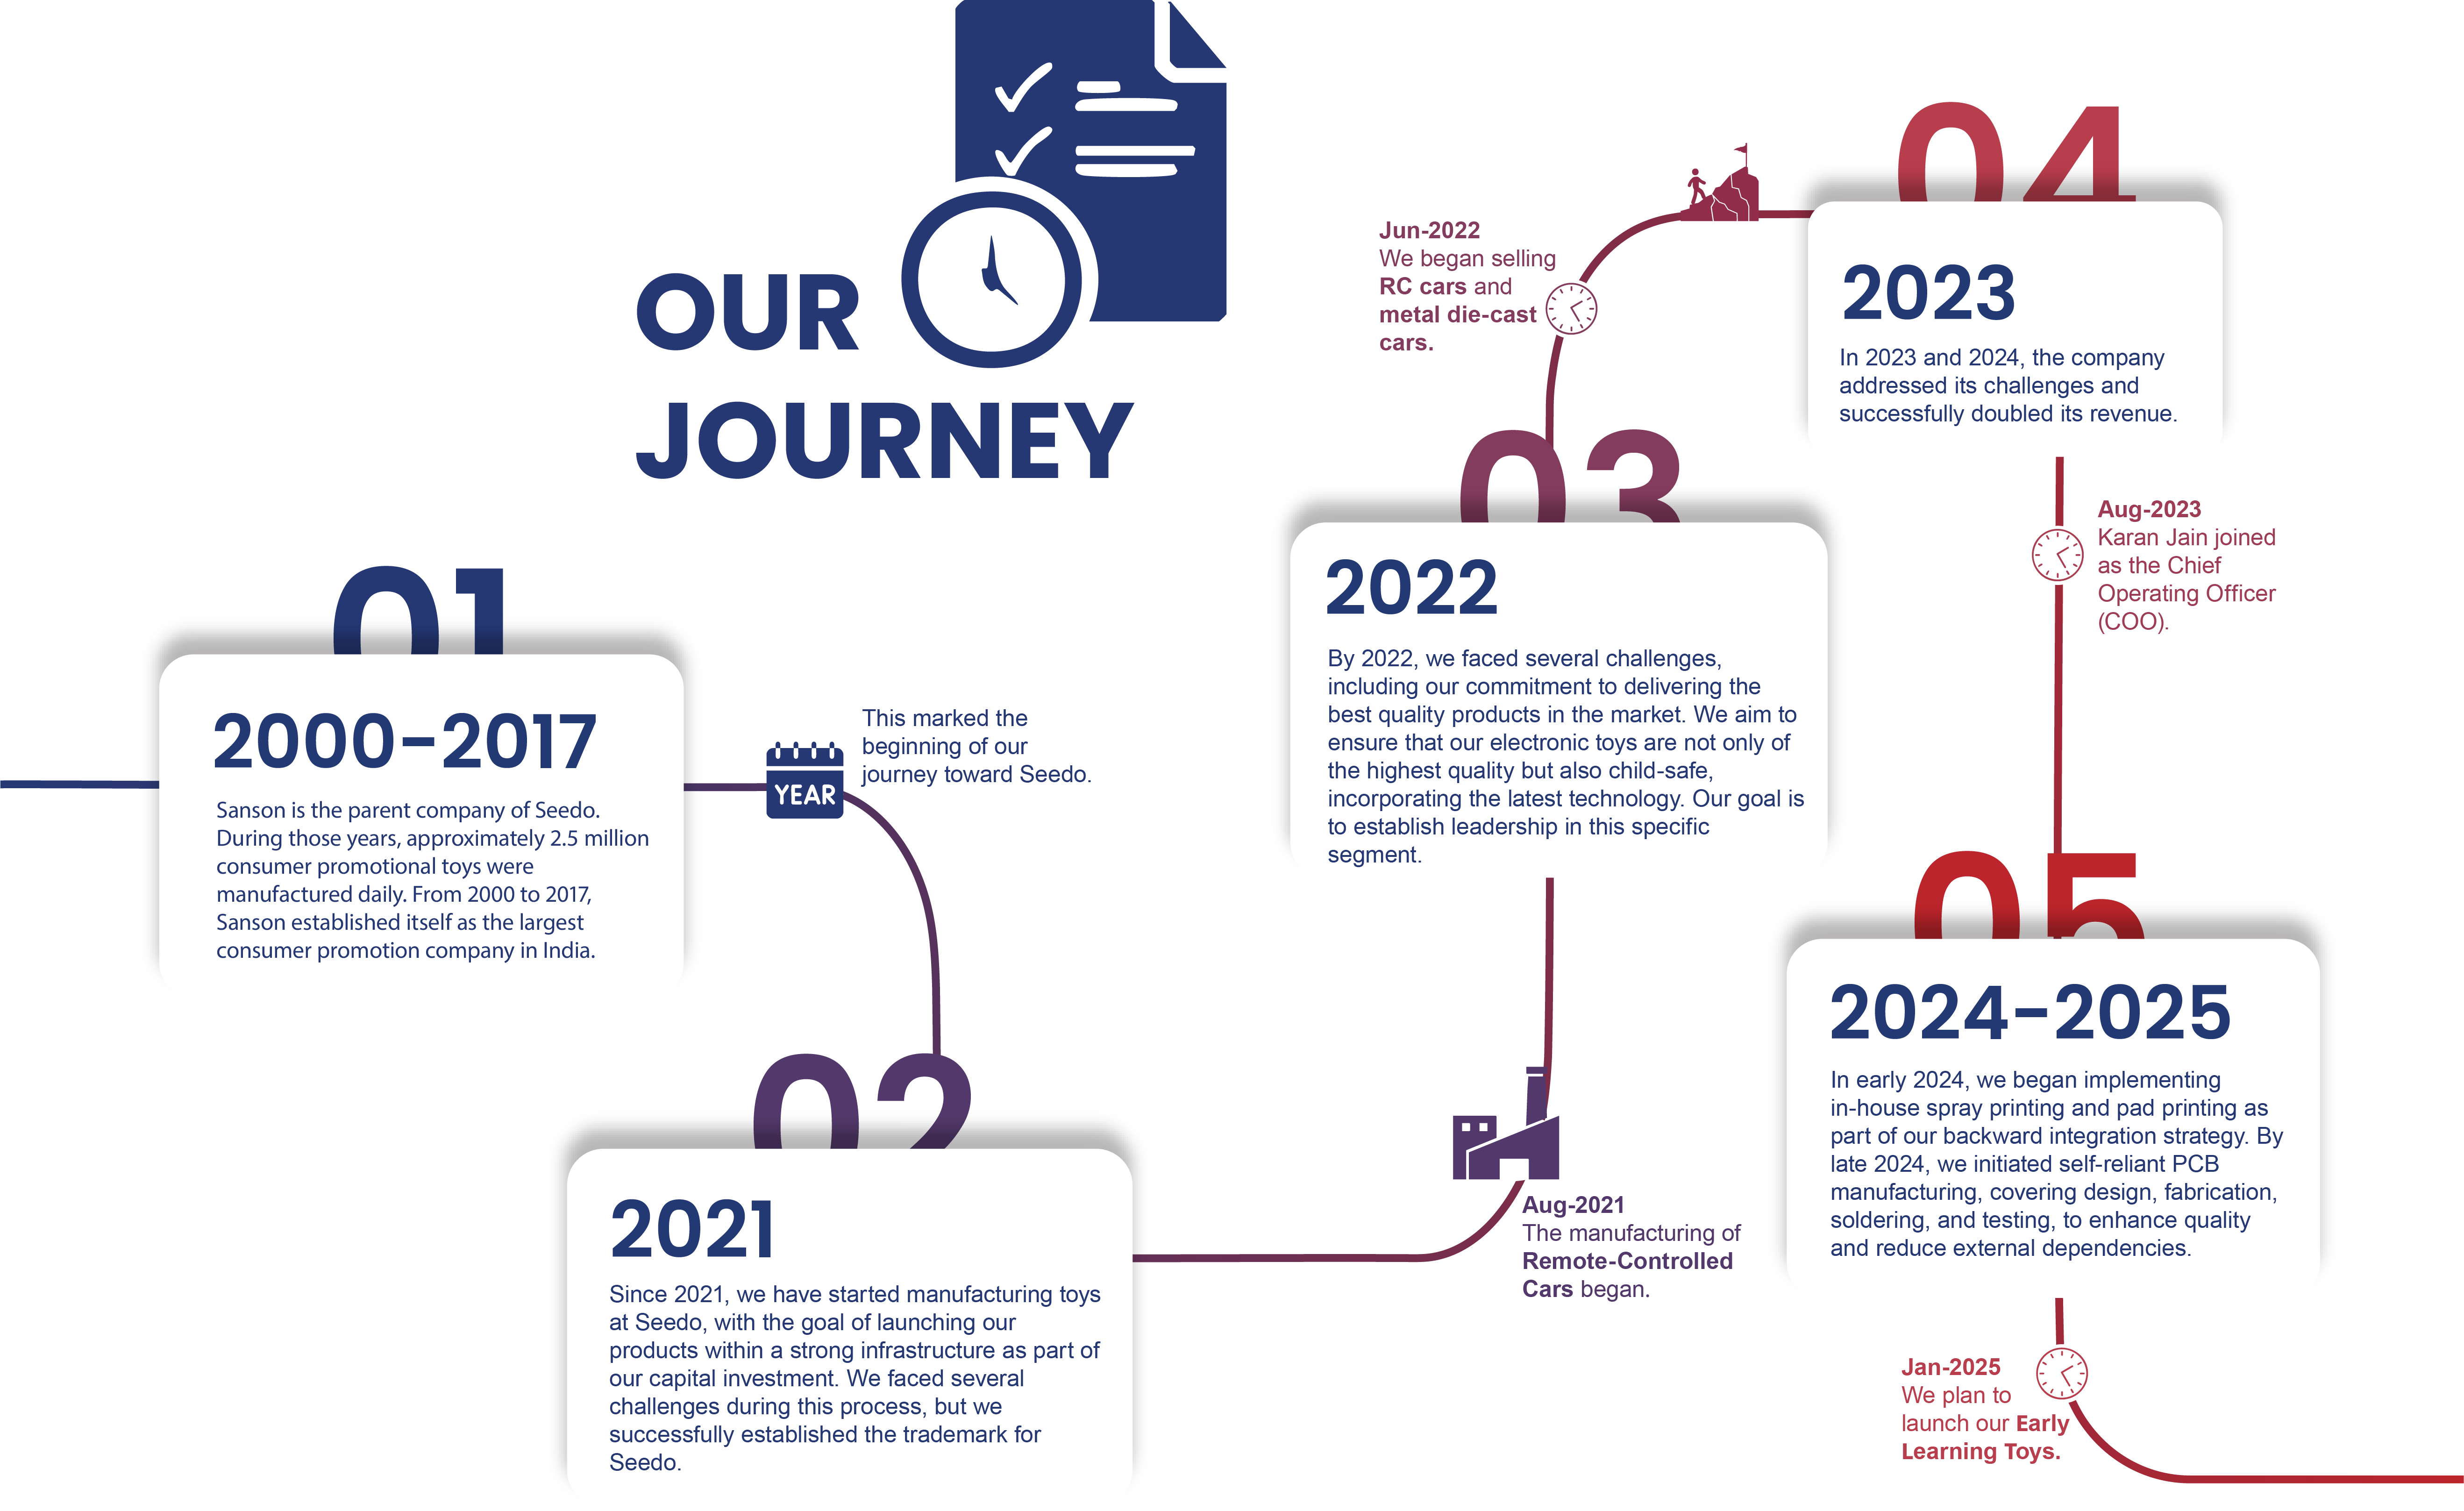 OUR
JOURNEY
01
2000-2017
Sanson is the parent company of Seedo.
During those years, approximately 2.5 million
consumer promotional toys were
manufactured daily. From 2000 to 2017,
Sanson established itself as the largest
consumer promotion company in India.
YEAR
This marked the
beginning of our
journey toward Seedo.
02
2021
Since 2021, we have started manufacturing toys
at Seedo, with the goal of launching our
products within a strong infrastructure as part of
our capital investment. We faced several
challenges during this process, but we
successfully established the trademark for
Seedo.
Aug-2021
The manufacturing of
Remote-Controlled
Cars began.
03
2022
By 2022, we faced several challenges,
including our commitment to delivering the
best quality products in the market. We aim to
ensure that our electronic toys are not only of
the highest quality but also child-safe,
incorporating the latest technology. Our goal is
to establish leadership in this specific
segment.
Jun-2022
We began selling
RC cars and
metal die-cast
cars.
04
2023
In 2023 and 2024, the company
addressed its challenges and
successfully doubled its revenue.
Aug-2023
Karan Jain joined
as the Chief
Operating Officer
(COO).
05
2024-2025
In early 2024, we began implementing
in-house spray printing and pad printing as
part of our backward integration strategy. By
late 2024, we initiated self-reliant PCB
manufacturing, covering design, fabrication,
soldering, and testing, to enhance quality
and reduce external dependencies.
Jan-2025
We plan to
launch our Early
Learning Toys.